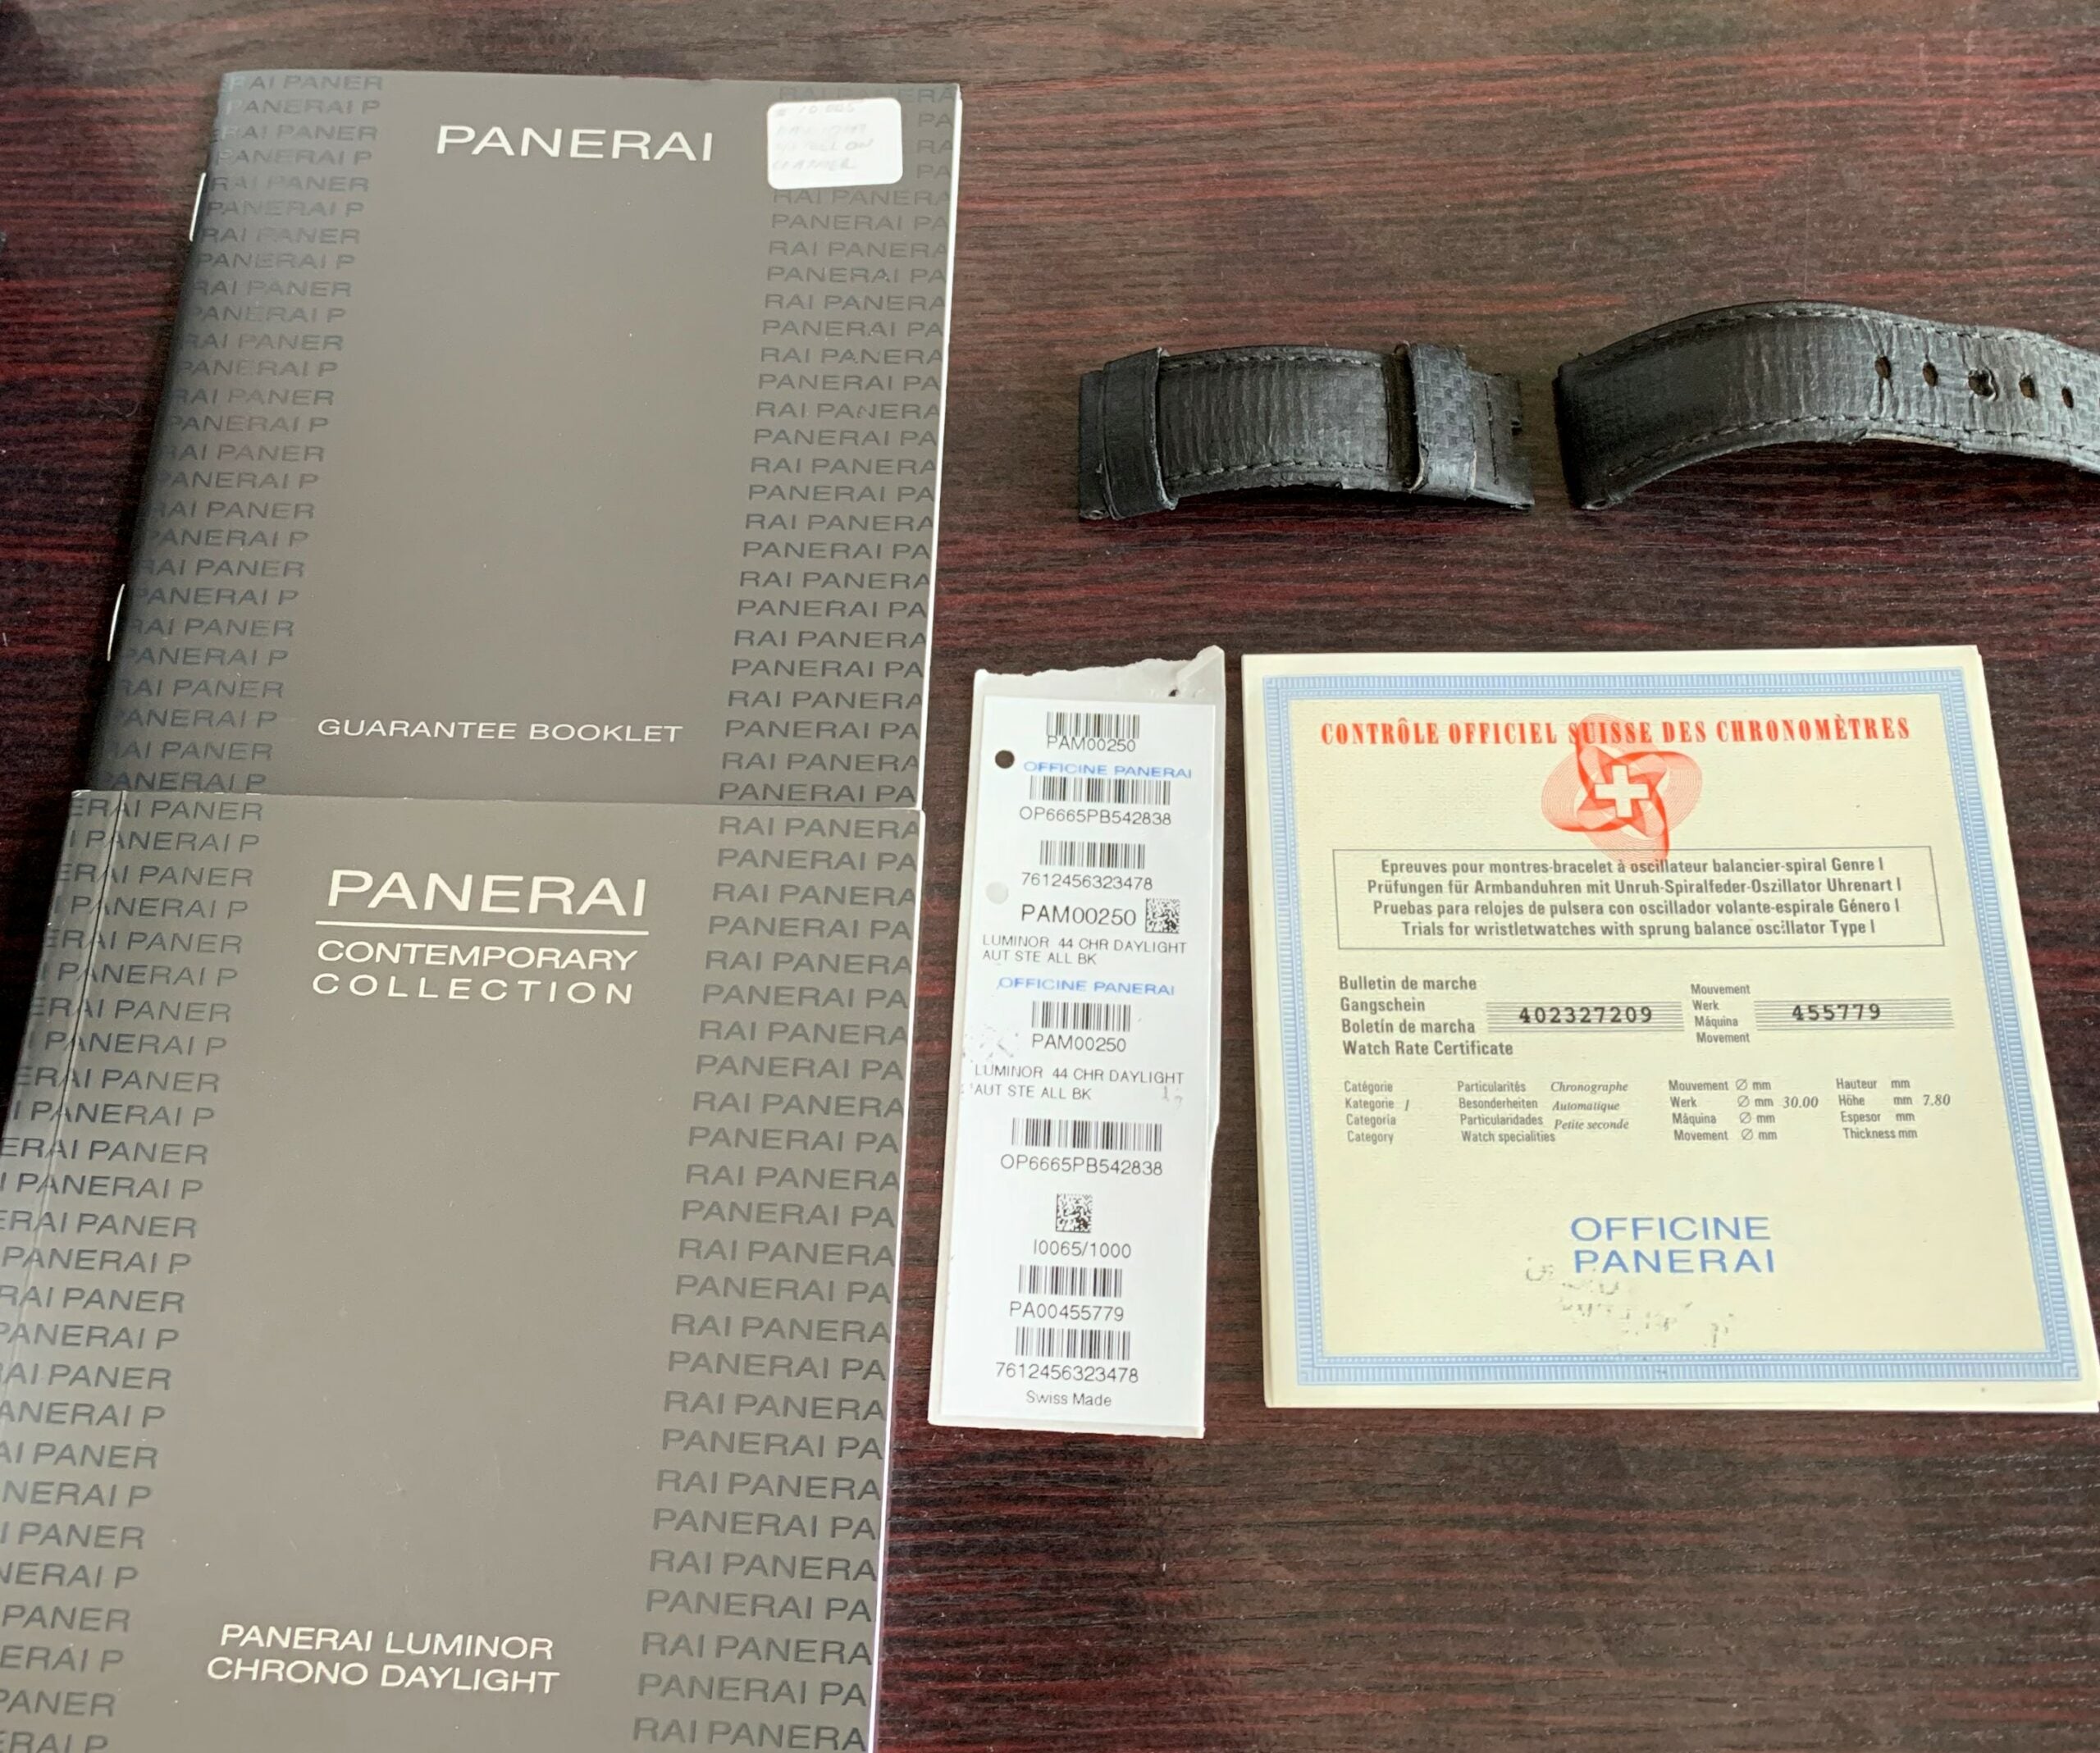 PANERAI
GUARANTEE BOOKLET
PANERAI
CONTEMPORARY
COLLECTION
PANERAI LUMINOR
CHRONO DAYLIGHT
PAM00250
OFFICINE PANERAI
OP6665PB542838
7612456323478
PAM00250
LUMINOR 44 CHR DAYLIGHT
AUT STE ALL BK
OFFICINE PANERAI
PAM00250
LUMINOR 44 CHR DAYLIGHT
AUT STE ALL BK
OP6665PB542838
I0065/1000
PA00455779
7612456323478
Swiss Made
CONTRÔLE OFFICIEL SUISSE DES CHRONOMÈTRES
Epreuves pour montres-bracelet à oscillateur balancier-spiral Genre I
Prüfungen für Armbanduhren mit Unruh-Spiralfeder-Oszillator Uhrenart I
Pruebas para relojes de pulsera con oscillador volante-espirale Género I
Trials for wristletwatches with sprung balance oscillator Type I
Bulletin de marche
Gangschein
Boletín de marcha
Watch Rate Certificate
402327209
Mouvement
Werk
Máquina
Movement
455779
Catégorie
Kategorie I
Categoría
Category
Particularités Chronographe
Besonderheiten Automatique
Particularidades Petite seconde
Watch specialities
Mouvement Ø mm
Werk Ø mm 30.00
Máquina Ø mm
Movement Ø mm
Hauteur mm
Höhe mm 7.80
Espesor mm
Thickness mm
OFFICINE
PANERAI